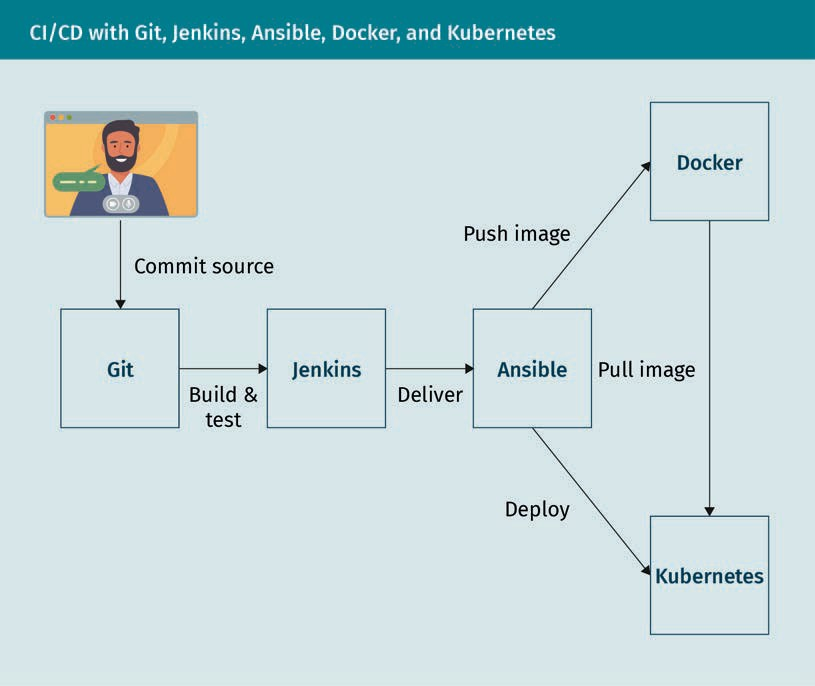 CI/CD with Git, Jenkins, Ansible, Docker, and Kubernetes
Docker
Push image
Commit source
Git
Jenkins
Ansible
Pull image
Build &
test
Deliver
Deploy
Kubernetes